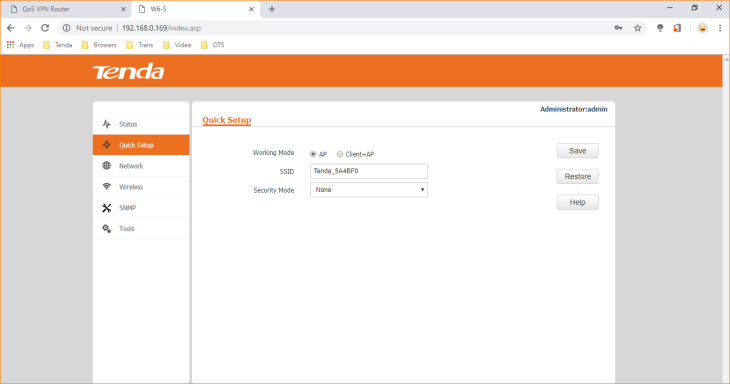 QoS VPN Router
W6-S
Not secure | 192.168.0.169/index.asp
Apps Tenda Browers Trans Video OTS
Tenda
Administrator:admin
Status
Quick Setup
Network
Wireless
SNMP
Tools
Quick Setup
Working Mode AP Client+AP
SSID Tenda_5A4BF0
Security Mode None
Save
Restore
Help